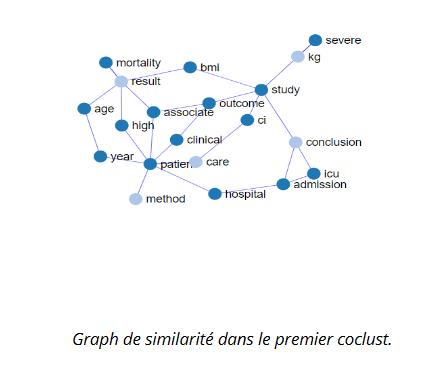 severe
kg
mortality
bmi
result
study
outcome
age
associate
ci
high
clinical
conclusion
year
patien
care
icu
admission
method
hospital
Graph de similarité dans le premier coclust.